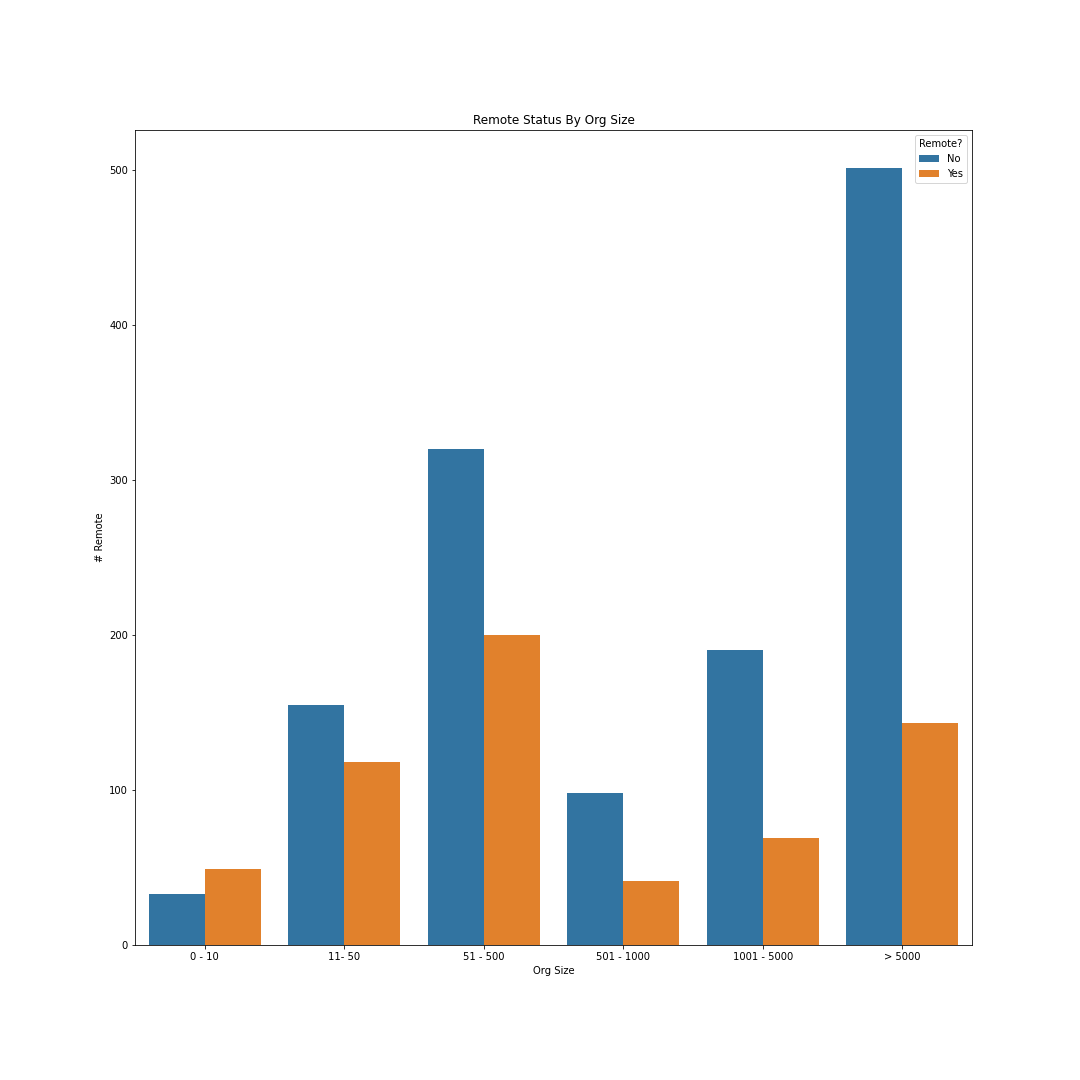 Remote Status By Org Size
Remote?
No
Yes
500
400
300
200
100
0
# Remote
0 - 10
11- 50
51 - 500
501 - 1000
1001 - 5000
> 5000
Org Size